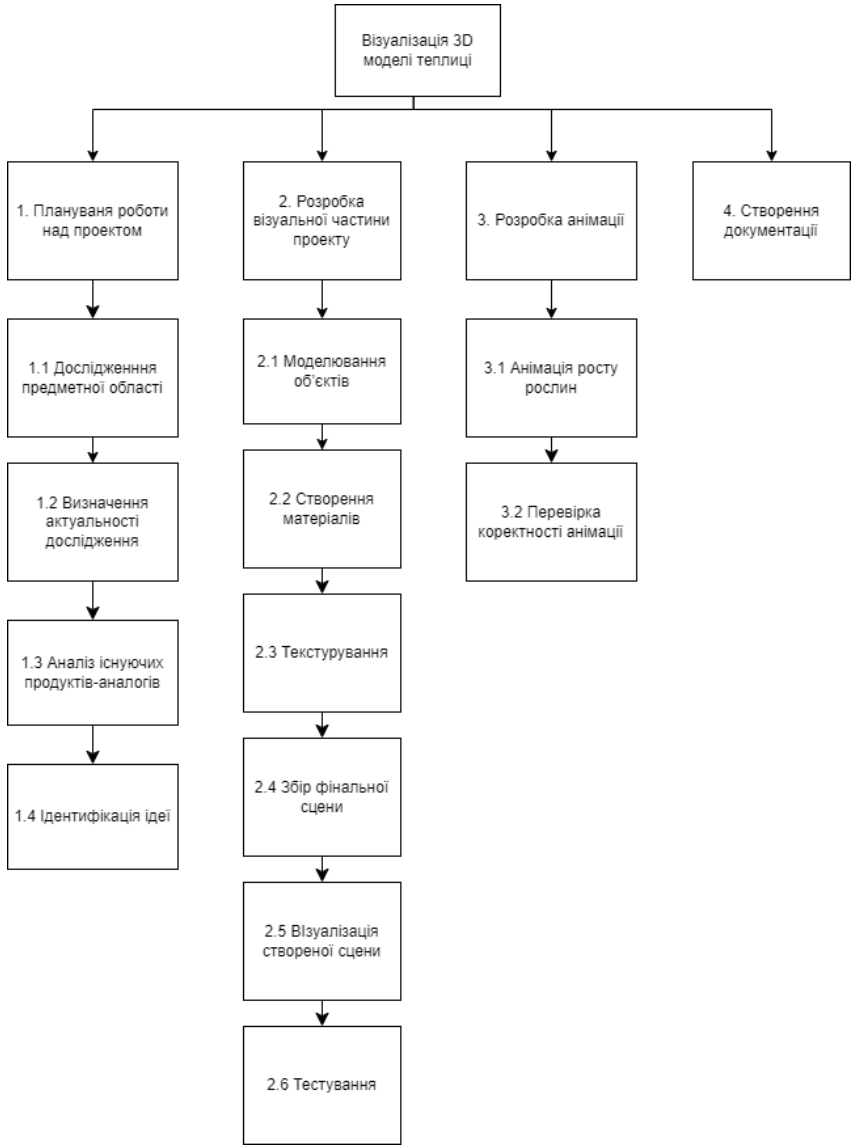 Візуалізація 3D
моделі теплиці
1. Плануваня роботи
над проектом
2. Розробка
візуальної частини
проекту
3. Розробка анімації
4. Створення
документації
1.1 Дослідженння
предметної області
2.1 Моделювання
об'єктів
3.1 Анімація росту
рослин
1.2 Визначення
актуальності
дослідження
2.2 Створення
матеріалів
3.2 Перевірка
коректності анімації
1.3 Аналіз існуючих
продуктів-аналогів
2.3 Текстурування
1.4 Ідентифікація ідеї
2.4 Збір фінальної
сцени
2.5 ВІзуалізація
створеної сцени
2.6 Тестування